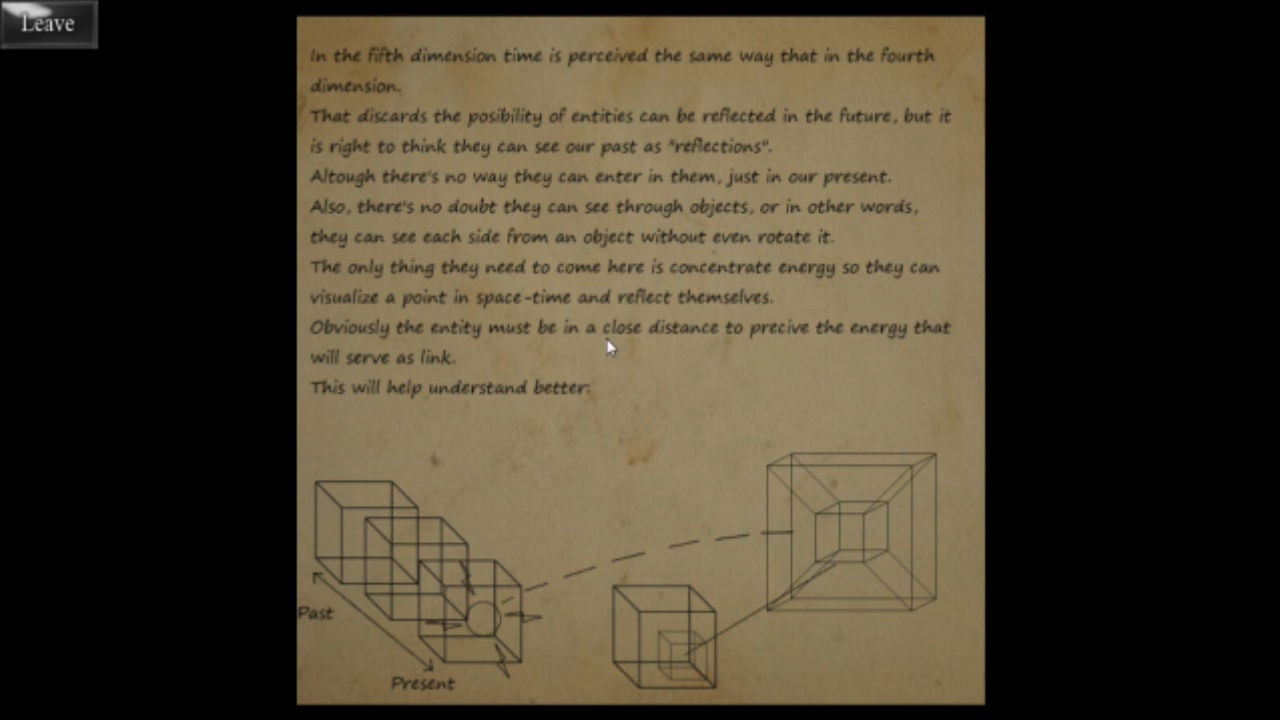 Leave
In the fifth dimension time is perceived the same way that in the fourth
dimension.
That discards the posibility of entities can be reflected in the future, but it
is right to think they can see our past as "reflections".
Altough there's no way they can enter in them, just in our present.
Also, there's no doubt they can see through objects, or in other words,
they can see each side from an object without even rotate it.
The only thing they need to come here is concentrate energy so they can
visualize a point in space-time and reflect themselves.
Obviously the entity must be in a close distance to precive the energy that
will serve as link.
This will help understand better:
Past
Present